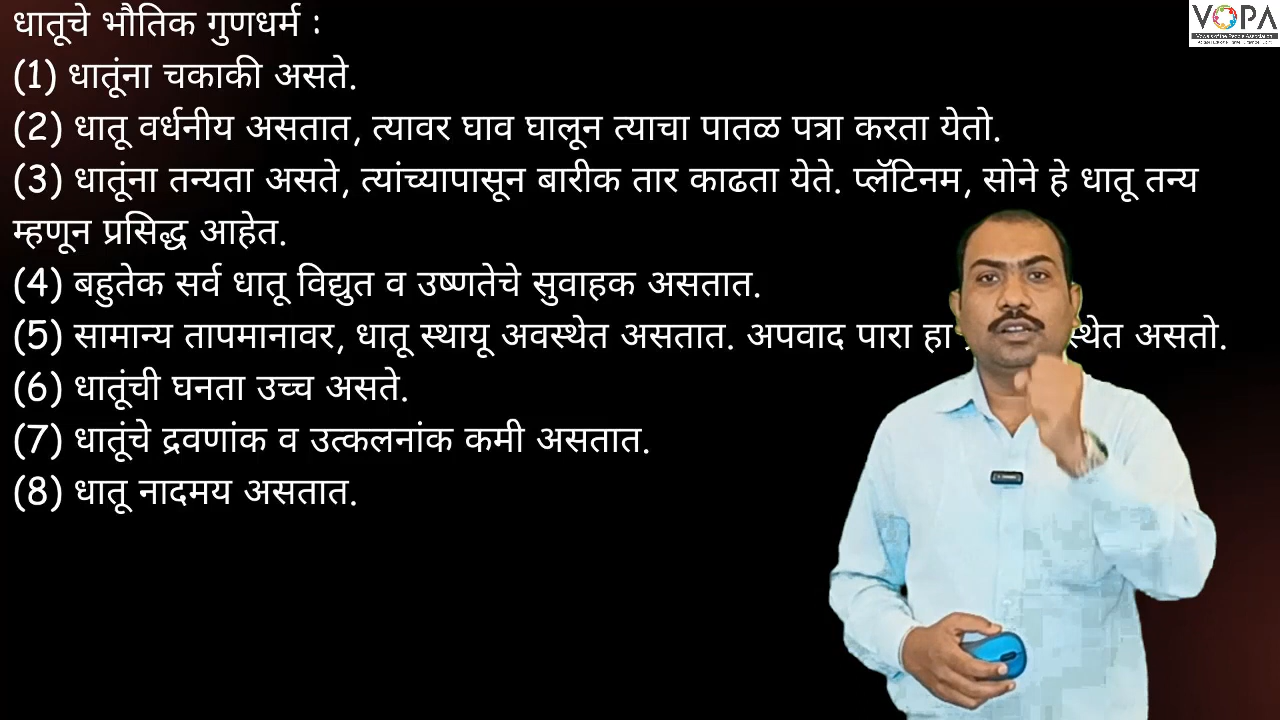 धातूचे भौतिक गुणधर्म :
VOPA
(1) धातूंना चकाकी असते.
(2) धातू वर्धनीय असतात, त्यावर घाव घालून त्याचा पातळ पत्रा करता येतो.
(3) धातूंना तन्यता असते, त्यांच्यापासून बारीक तार काढता येते. प्लॅटिनम, सोने हे धातू तन्य
म्हणून प्रसिद्ध आहेत.
(4) बहुतेक सर्व धातू विद्युत व उष्णतेचे सुवाहक असतात.
(5) सामान्य तापमानावर, धातू स्थायू अवस्थेत असतात. अपवाद पारा हा स्थेत असतो.
(6) धातूंची घनता उच्च असते.
(7) धातूंचे द्रवणांक व उत्कलनांक कमी असतात.
(8) धातू नादमय असतात.